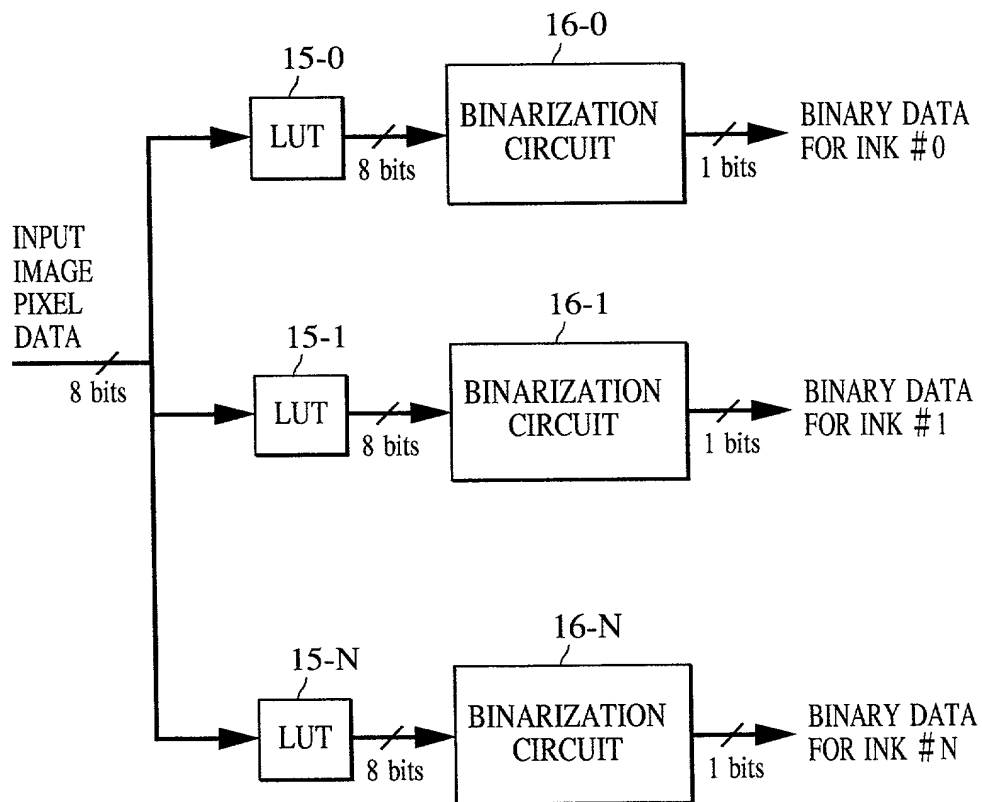 16-0
15-0
LUT
8 bits
BINARIZATION
CIRCUIT
1 bits
BINARY DATA
FOR INK #0
INPUT
IMAGE
PIXEL
DATA
8 bits
16-1
15-1
LUT
8 bits
BINARIZATION
CIRCUIT
1 bits
BINARY DATA
FOR INK #1
16-N
15-N
LUT
8 bits
BINARIZATION
CIRCUIT
1 bits
BINARY DATA
FOR INK #N